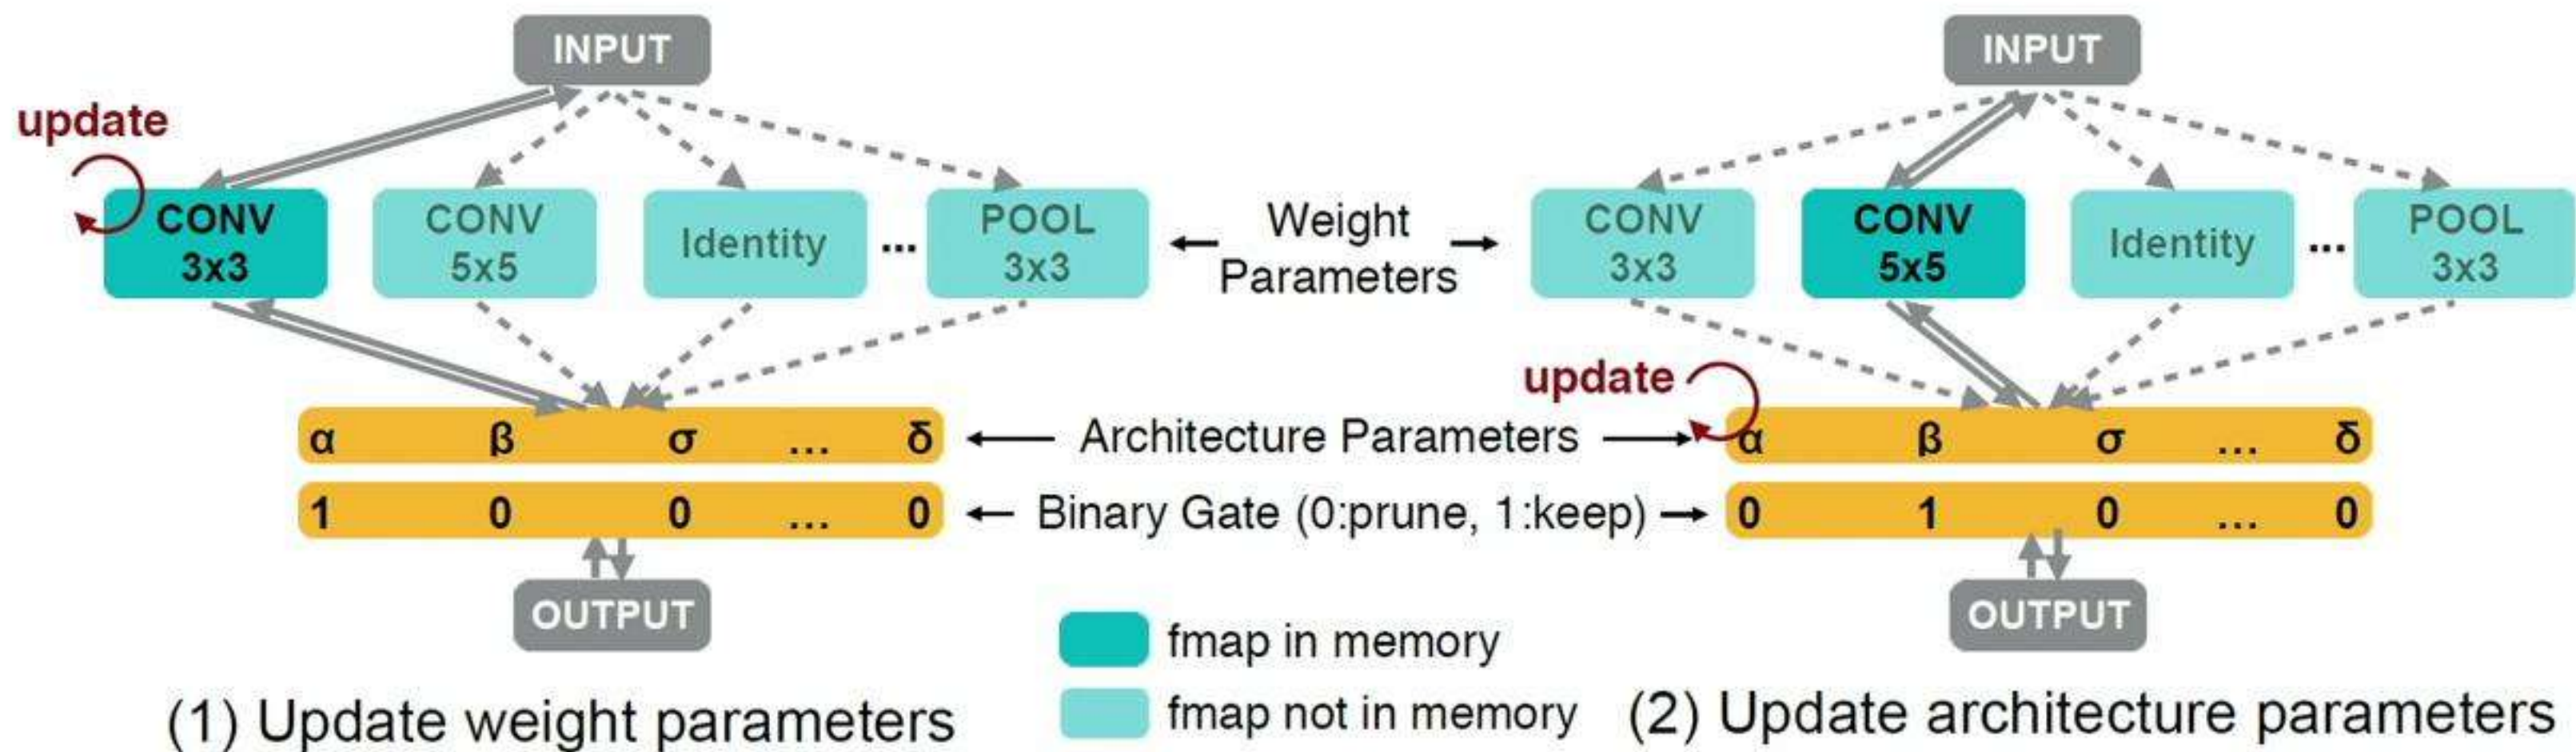 INPUT
update
CONV
3x3
CONV
5x5
Identity
...
POOL
3x3
α β σ ... δ
1 0 0 ... 0
OUTPUT
(1) Update weight parameters
Weight
Parameters
Architecture Parameters
Binary Gate (0:prune, 1:keep)
fmap in memory
fmap not in memory
INPUT
CONV
3x3
CONV
5x5
Identity
...
POOL
3x3
update
α β σ ... δ
0 1 0 ... 0
OUTPUT
(2) Update architecture parameters